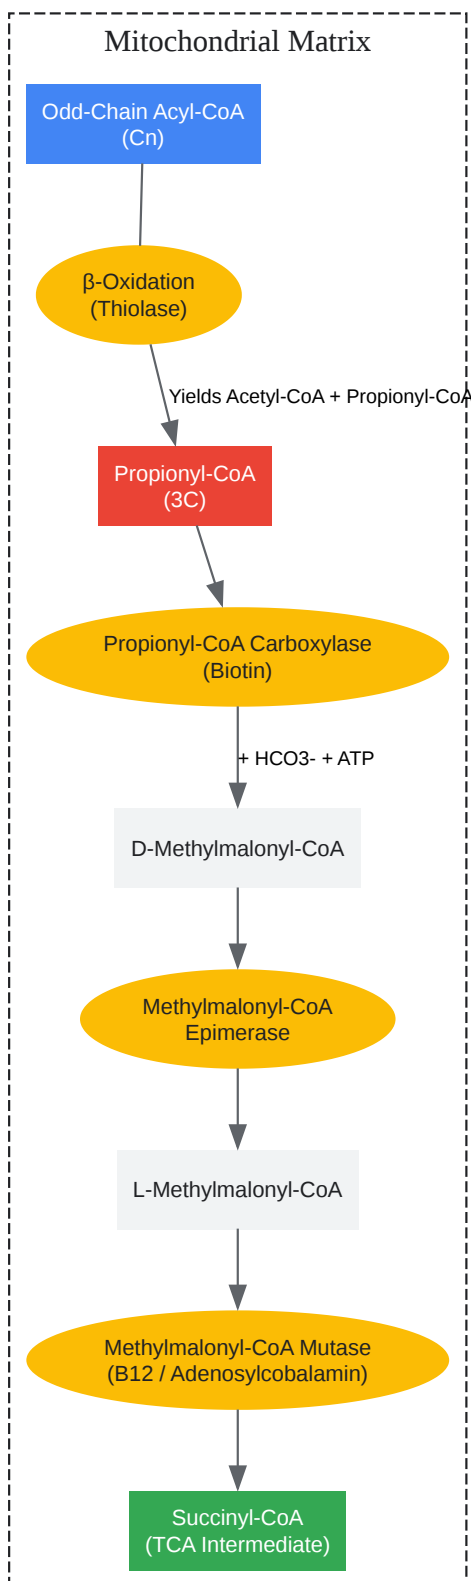 Mitochondrial Matrix
Odd-Chain Acyl-CoA
(Cn)
β-Oxidation
(Thiolase)
Yields Acetyl-CoA + Propionyl-CoA
Propionyl-CoA
(3C)
Propionyl-CoA Carboxylase
(Biotin)
+ HCO3- + ATP
D-Methylmalonyl-CoA
Methylmalonyl-CoA
Epimerase
L-Methylmalonyl-CoA
Methylmalonyl-CoA Mutase
(B12 / Adenosylcobalamin)
Succinyl-CoA
(TCA Intermediate)